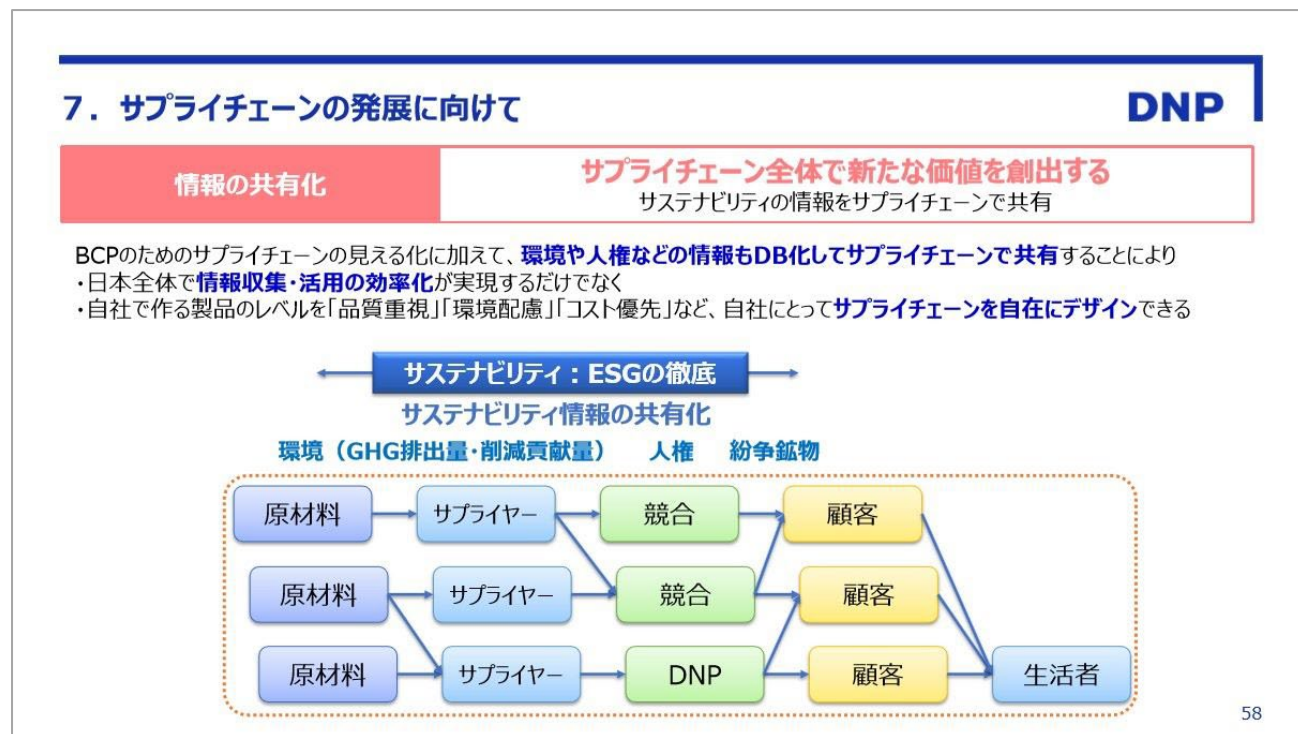 ７．サプライチェーンの発展に向けて
DNP
情報の共有化
サプライチェーン全体で新たな価値を創出する
サステナビリティの情報をサプライチェーンで共有
BCPのためのサプライチェーンの見える化に加えて、環境や人権などの情報もDB化してサプライチェーンで共有することにより
・日本全体で情報収集・活用の効率化が実現するだけでなく
・自社で作る製品のレベルを「品質重視」「環境配慮」「コスト優先」など、自社にとってサプライチェーンを自在にデザインできる
サステナビリティ：ESGの徹底
サステナビリティ情報の共有化
環境（GHG排出量・削減貢献量） 人権 紛争鉱物
原材料 サプライヤー 競合 顧客
原材料 サプライヤー 競合 顧客
原材料 サプライヤー DNP 顧客 生活者
58